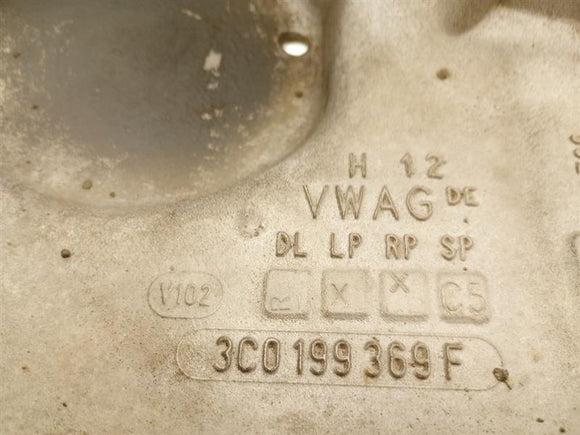 H 12
VWAG DE
DL LP RP SP
V102 R X X C5
3C0 199 369 F